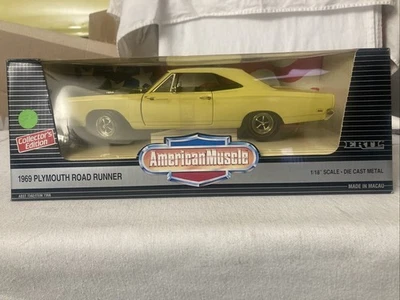 Collector's
Edition
American Muscle
ERTL
1969 PLYMOUTH ROAD RUNNER
1/18" SCALE - DIE CAST METAL
MADE IN MACAU